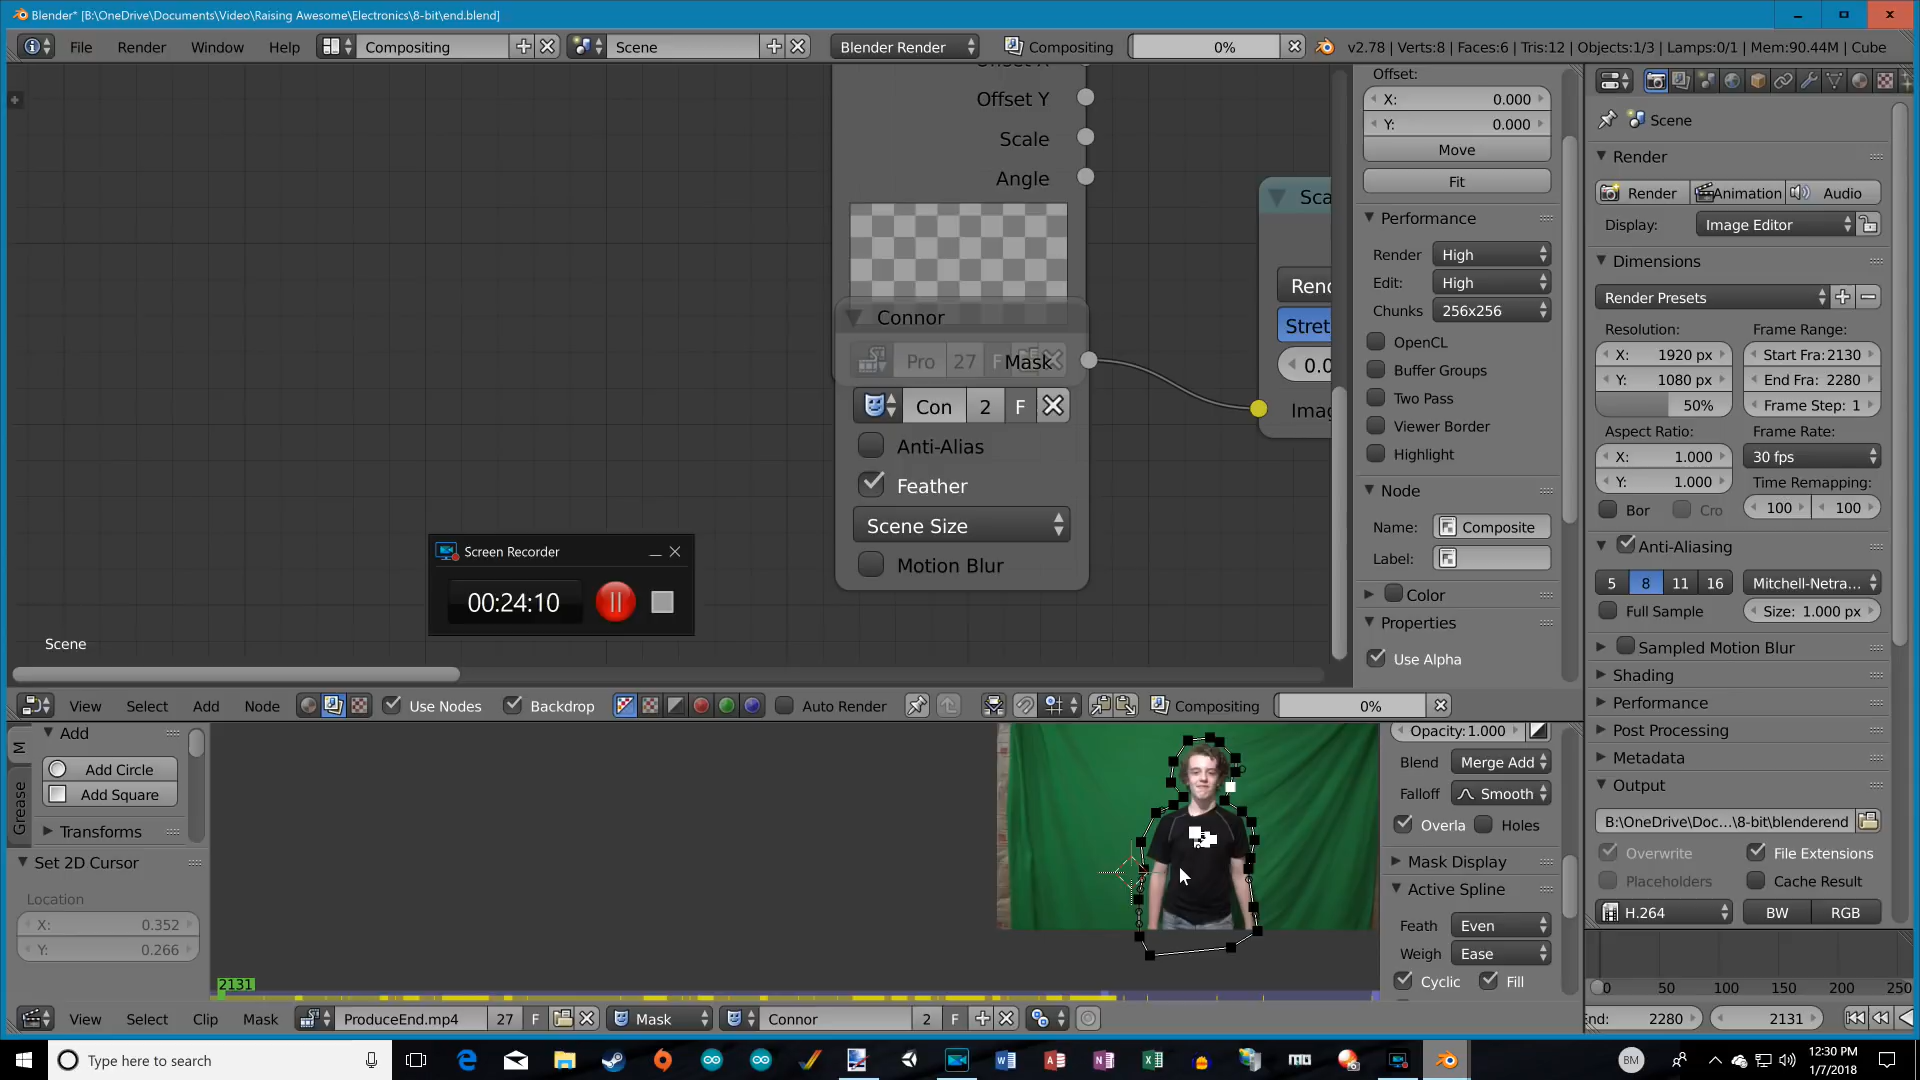 Blender* [B:\OneDrive\Documents\Video\Raising Awesome\Electronics\8-bit\end.blend]
File Render Window Help Compositing Scene Blender Render Compositing 0% v2.78 | Verts:8 | Faces:6 | Tris:12 | Objects:1/3 | Lamps:0/1 | Mem:90.44M | Cube
Offset X
Offset Y
Scale
Angle
Connor
Pro 27 F Mask
Con 2 F
Anti-Alias
Feather
Scene Size
Motion Blur
Sca
Rend
Stret
0.0
Imag
Screen Recorder
00:24:10
Scene
Offset:
X: 0.000
Y: 0.000
Move
Fit
Performance
Render High
Edit: High
Chunks 256x256
OpenCL
Buffer Groups
Two Pass
Viewer Border
Highlight
Node
Name: Composite
Label:
Color
Properties
Use Alpha
Scene
Render
Render Animation Audio
Display: Image Editor
Dimensions
Render Presets
Resolution: Frame Range:
X: 1920 px Start Fra:2130
Y: 1080 px End Fra: 2280
50% Frame Step: 1
Aspect Ratio: Frame Rate:
X: 1.000 30 fps
Y: 1.000 Time Remapping:
Bor Cro 100 100
Anti-Aliasing
5 8 11 16 Mitchell-Netra...
Full Sample Size: 1.000 px
Sampled Motion Blur
Shading
Performance
Post Processing
Metadata
Output
B:\OneDrive\Doc...\8-bit\blenderend
Overwrite File Extensions
Placeholders Cache Result
H.264 BW RGB
View Select Add Node Use Nodes Backdrop Auto Render Compositing 0%
M
Grease
Add
Add Circle
Add Square
Transforms
Set 2D Cursor
Location
X: 0.352
Y: 0.266
2131
Opacity:1.000
Blend Merge Add
Falloff Smooth
Overla Holes
Mask Display
Active Spline
Feath Even
Weigh Ease
Cyclic Fill
0 50 100 150 200 250
View Select Clip Mask ProduceEnd.mp4 27 F Mask Connor 2 F
End: 2280 2131
Type here to search
BM
12:30 PM
1/7/2018